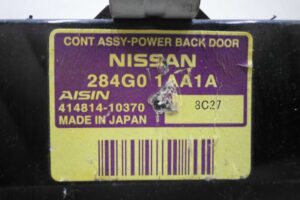 CONT ASSY-POWER BACK DOOR
NISSAN
284G0 1AA1A
AISIN
414814-10370 8C27
MADE IN JAPAN